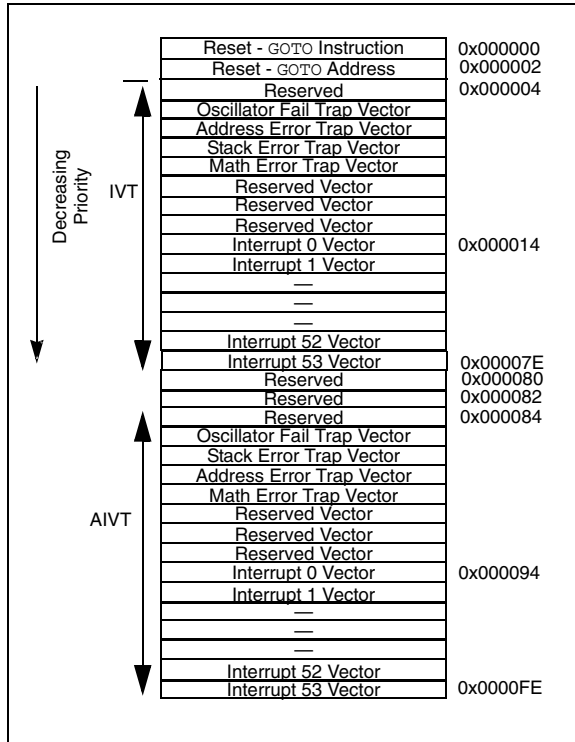 Reset - GOTO Instruction 0x000000
Reset - GOTO Address 0x000002
Reserved 0x000004
Oscillator Fail Trap Vector
Address Error Trap Vector
Stack Error Trap Vector
Math Error Trap Vector
Reserved Vector
Reserved Vector
Reserved Vector
Interrupt 0 Vector 0x000014
Interrupt 1 Vector
—
—
—
Interrupt 52 Vector
Interrupt 53 Vector 0x00007E
Decreasing
Priority
IVT
Reserved 0x000080
Reserved 0x000082
Reserved 0x000084
Oscillator Fail Trap Vector
Stack Error Trap Vector
Address Error Trap Vector
Math Error Trap Vector
Reserved Vector
Reserved Vector
Reserved Vector
Interrupt 0 Vector 0x000094
Interrupt 1 Vector
—
—
—
Interrupt 52 Vector
Interrupt 53 Vector 0x0000FE
AIVT